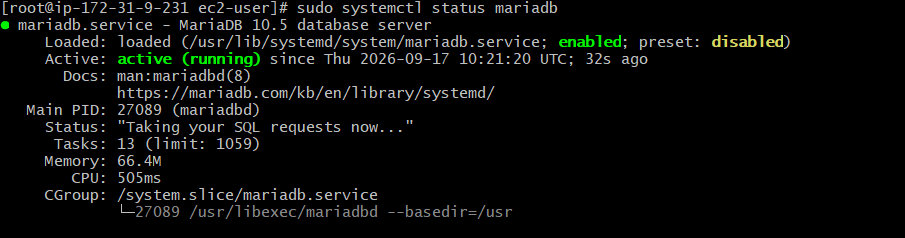 [root@ip-172-31-9-231 ec2-user]# sudo systemctl status mariadb
● mariadb.service - MariaDB 10.5 database server
Loaded: loaded (/usr/lib/systemd/system/mariadb.service; enabled; preset: disabled)
Active: active (running) since Thu 2026-09-17 10:21:20 UTC; 32s ago
Docs: man:mariadbd(8)
https://mariadb.com/kb/en/library/systemd/
Main PID: 27089 (mariadbd)
Status: "Taking your SQL requests now..."
Tasks: 13 (limit: 1059)
Memory: 66.4M
CPU: 505ms
CGroup: /system.slice/mariadb.service
└─27089 /usr/libexec/mariadbd --basedir=/usr